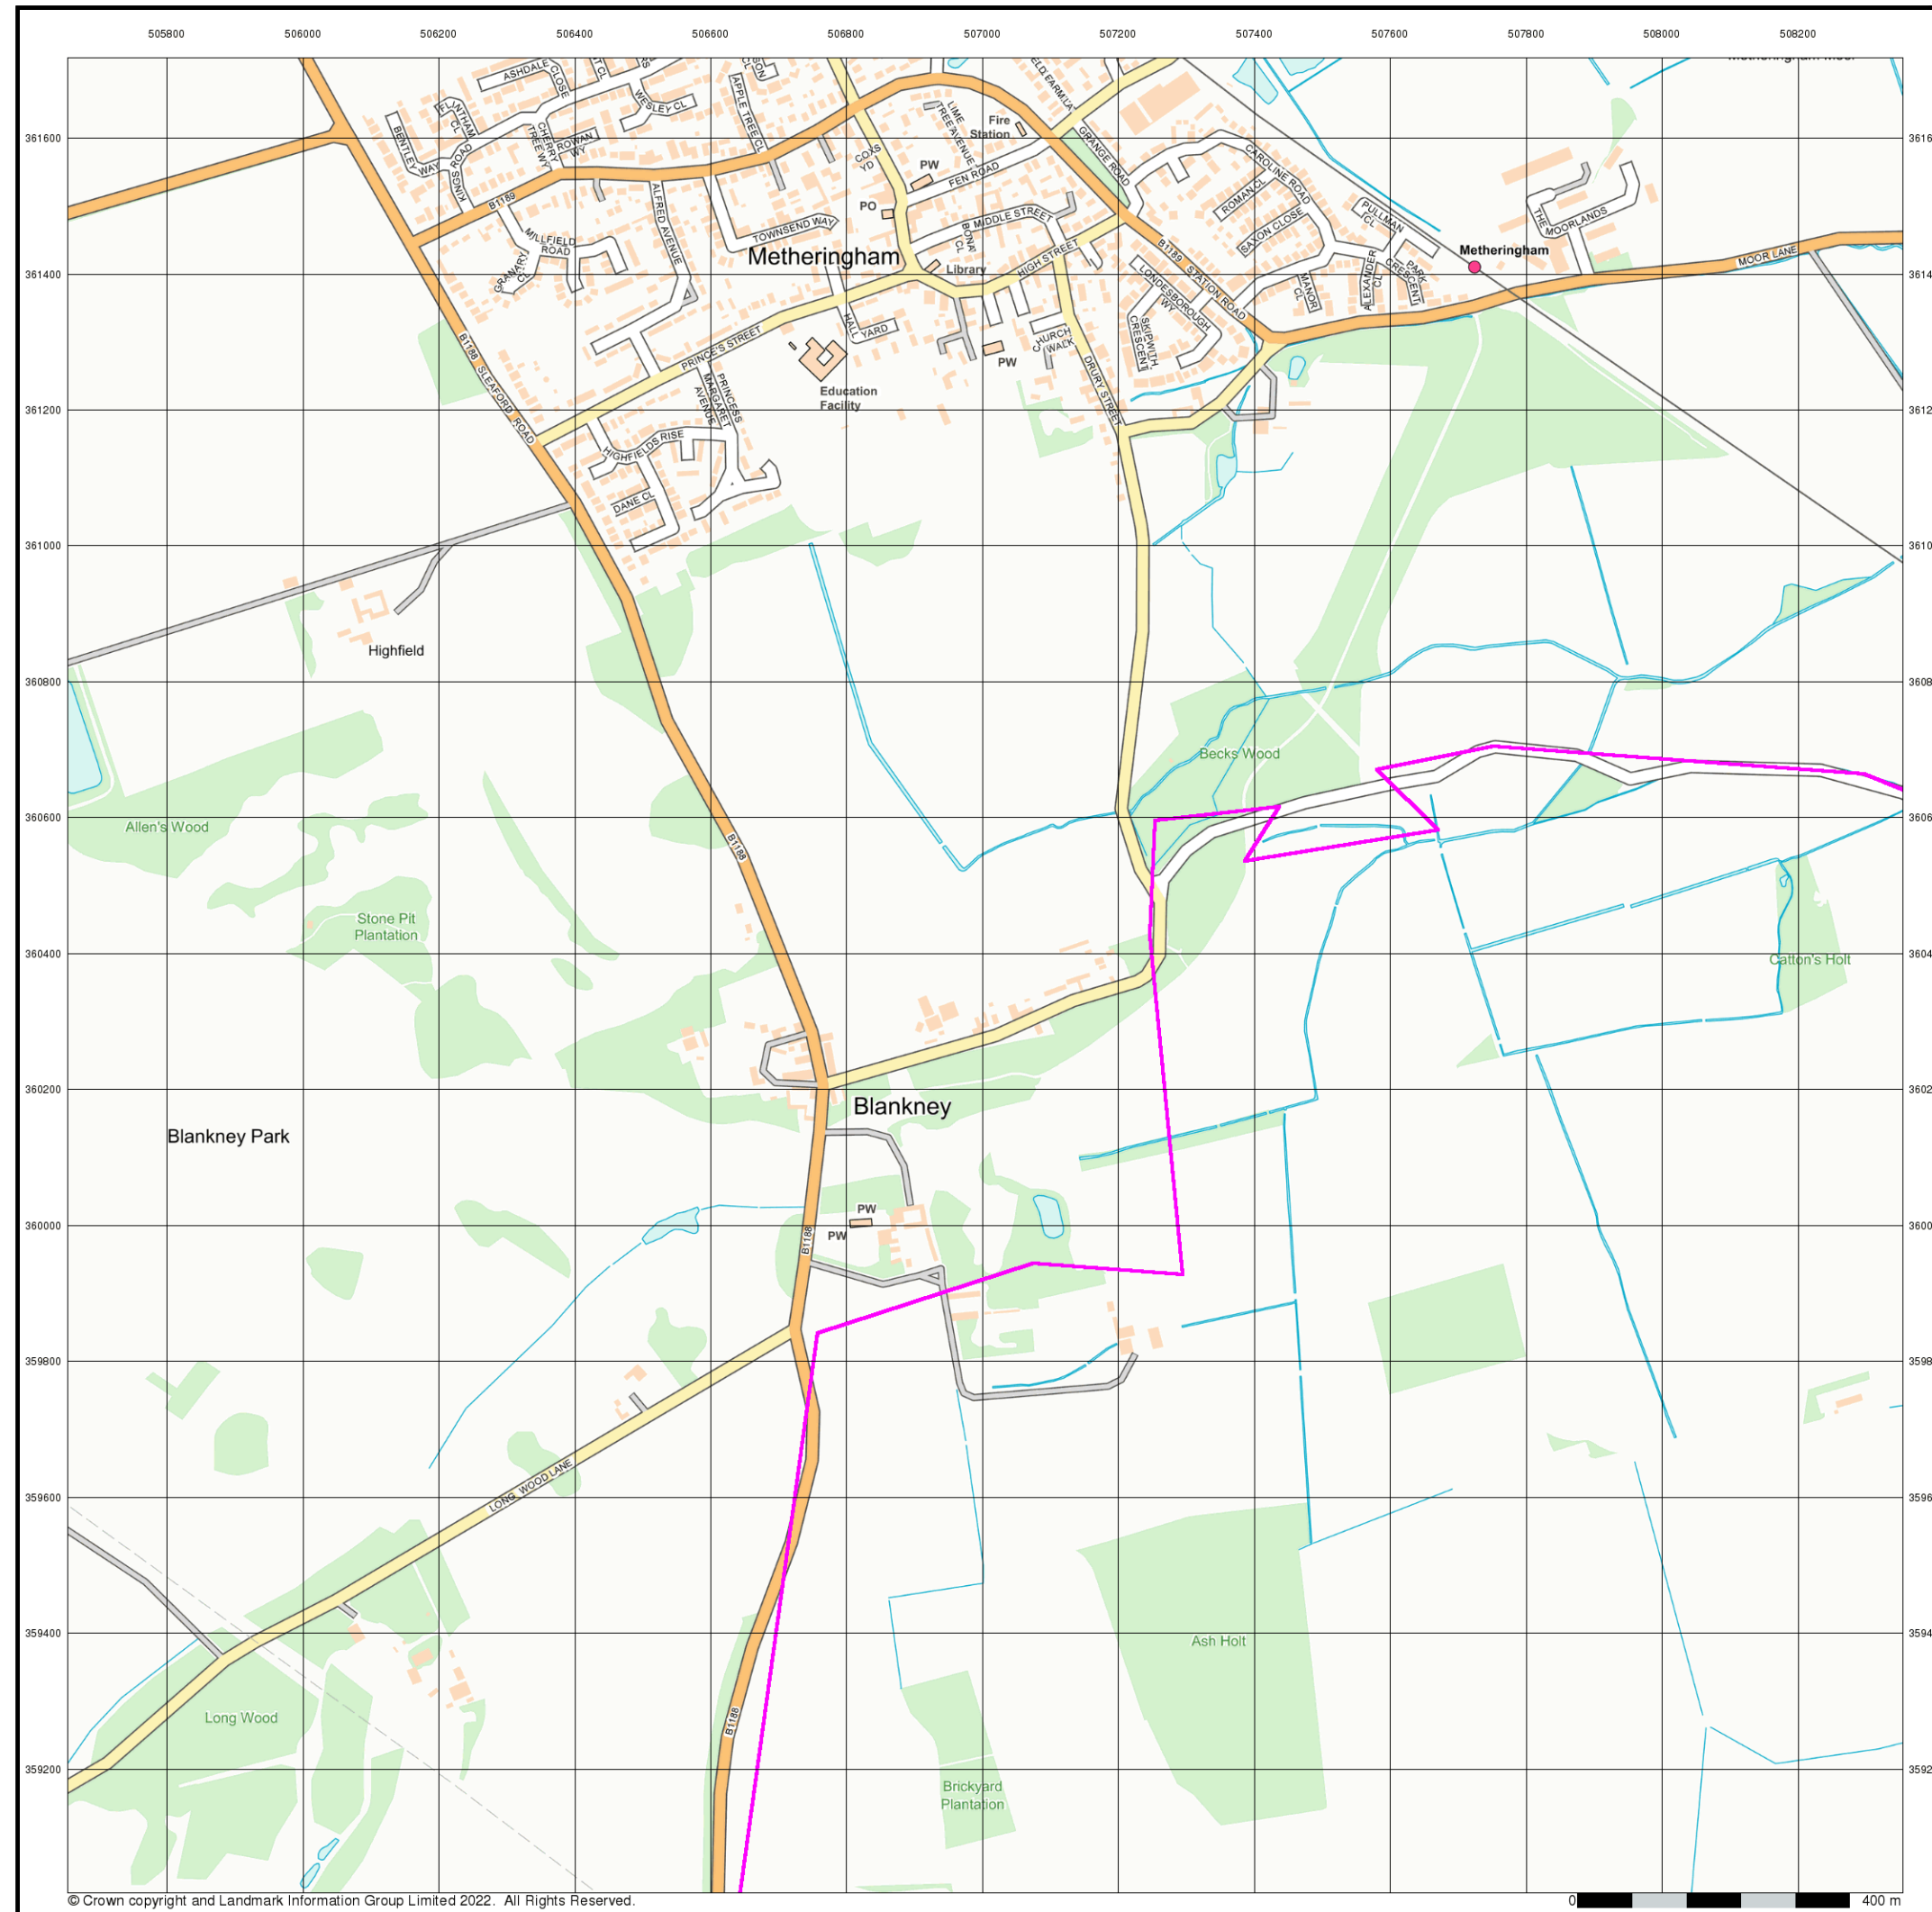 505800 506000 506200 506400 506600 506800 507000 507200 507400 507600 507800 508000 508200
361600
361400
361200
361000
360800
360600
360400
360200
360000
359800
359600
359400
359200
ASHDALE
CLOSE
WESLEY CL
APPLE TREE CL
BENTLEY
WAY
KINGS ROAD
CHERRY
TREE WY
ROWAN
WY
LIME
TREE AVENUE
Fire
Station
GRANGE ROAD
COXS
YD
PW
FEN ROAD
CAROLINE ROAD
ROMAN CL
SAXON CLOSE
PULLMAN
CL
THE
MOORLANDS
B1189
ALFRED AVENUE
PO
MIDDLE STREET
TOWNSEND WAY
BONA
CL
MILLFIELD
ROAD
GRANARY
CL
Metheringham
Library
HIGH STREET
B1189
STATION ROAD
Metheringham
MOOR LANE
LONDESBOROUGH
WY
MANOR
CL
ALEXANDER
CL
PARK
CRESCENT
SKIPWITH
CRESCENT
HALL
YARD
CHURCH
WALK
PW
DRURY STREET
B1188
SLEAFORD ROAD
PRINCE'S STREET
Education
Facility
PRINCESS
MARGARET
AVENUE
HIGHFIELDS RISE
DANE CL
Highfield
Becks Wood
Allen's Wood
B1188
Stone Pit
Plantation
Catton's Holt
Blankney
Blankney Park
PW
PW
B1188
LONG WOOD LANE
Ash Holt
Long Wood
B1188
Brickyard
Plantation
© Crown copyright and Landmark Information Group Limited 2022. All Rights Reserved.
0 400 m